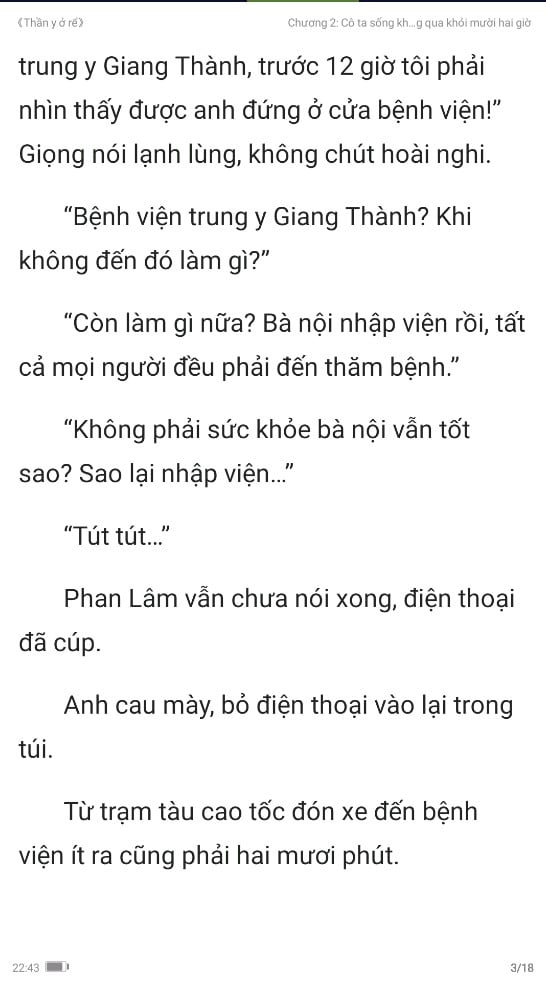 《Thần y ở rể》
Chương 2: Cô ta sống kh...g qua khỏi mười hai giờ
trung y Giang Thành, trước 12 giờ tôi phải
nhìn thấy được anh đứng ở cửa bệnh viện!”
Giọng nói lạnh lùng, không chút hoài nghi.
“Bệnh viện trung y Giang Thành? Khi
không đến đó làm gì?”
“Còn làm gì nữa? Bà nội nhập viện rồi, tất
cả mọi người đều phải đến thăm bệnh.”
“Không phải sức khỏe bà nội vẫn tốt
sao? Sao lại nhập viện...”
“Tút tút...”
Phan Lâm vẫn chưa nói xong, điện thoại
đã cúp.
Anh cau mày, bỏ điện thoại vào lại trong
túi.
Từ trạm tàu cao tốc đón xe đến bệnh
viện ít ra cũng phải hai mươi phút.
22:43
3/18